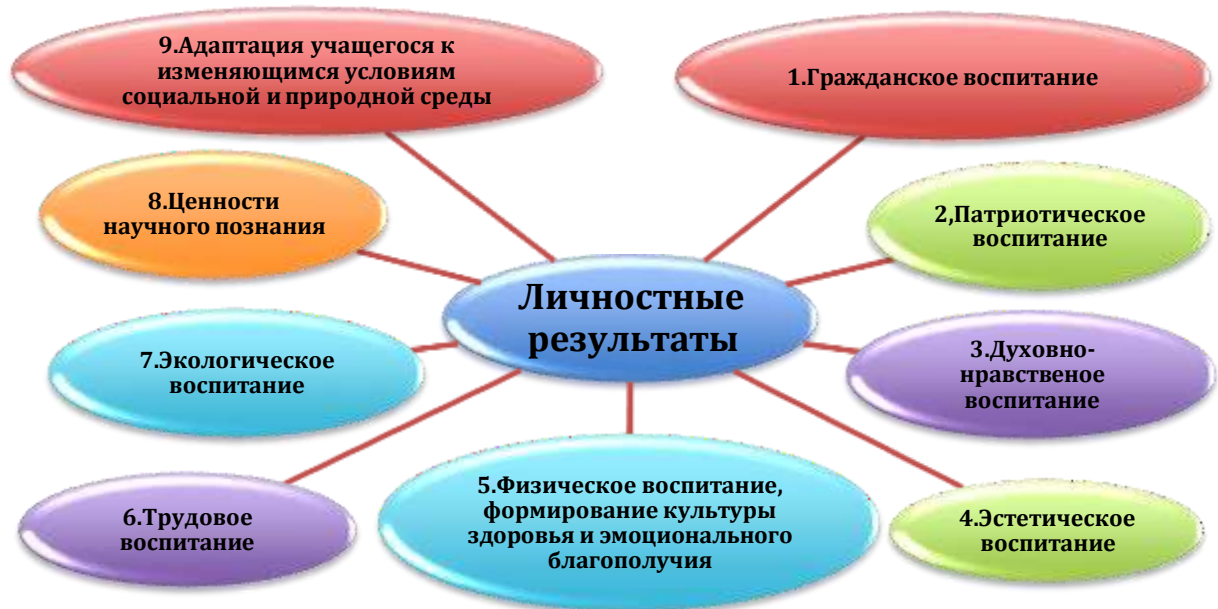 9.Адаптация учащегося к
изменяющимся условиям
социальной и природной среды
1.Гражданское воспитание
8.Ценности
научного познания
2,Патриотическое
воспитание
Личностные
результаты
7.Экологическое
воспитание
3.Духовно-
нравственое
воспитание
6.Трудовое
воспитание
5.Физическое воспитание,
формирование культуры
здоровья и эмоционального
благополучия
4.Эстетическое
воспитание